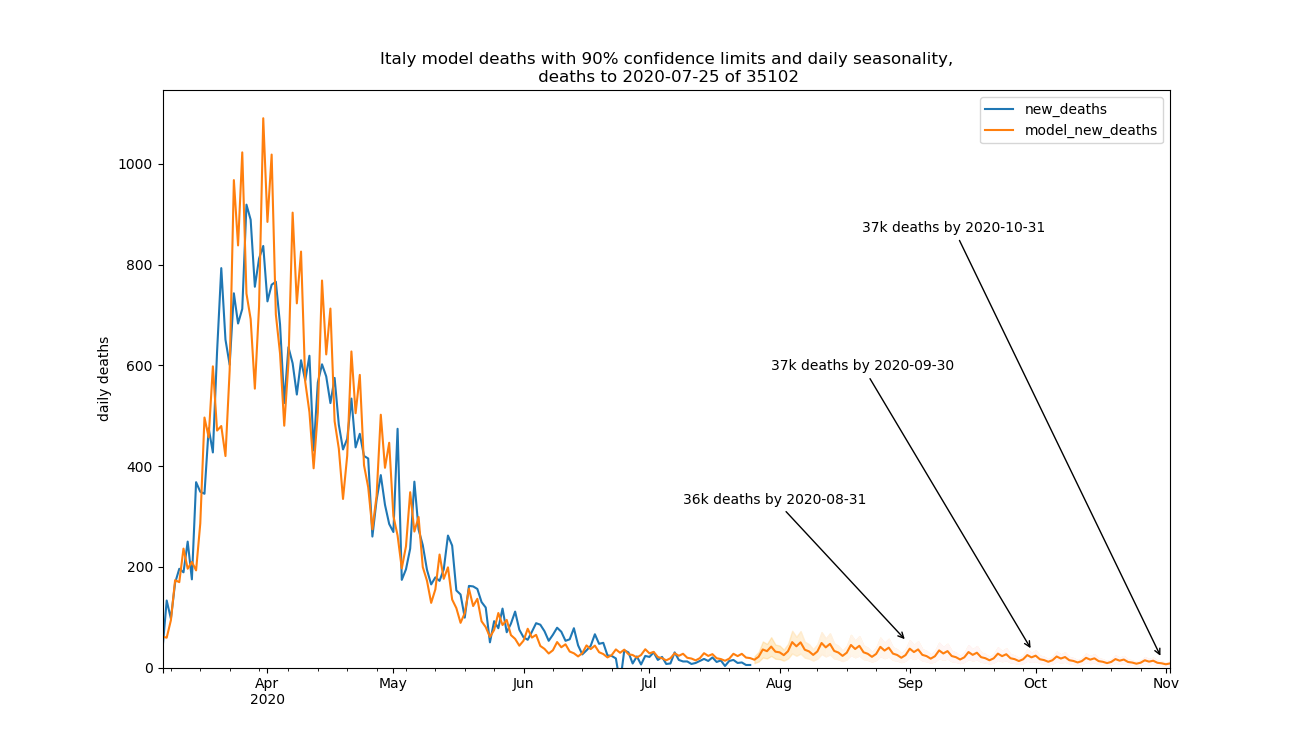 Italy model deaths with 90% confidence limits and daily seasonality,
deaths to 2020-07-25 of 35102
new_deaths
model_new_deaths
1000
800
600
400
200
0
daily deaths
37k deaths by 2020-10-31
37k deaths by 2020-09-30
36k deaths by 2020-08-31
Apr
2020
May
Jun
Jul
Aug
Sep
Oct
Nov